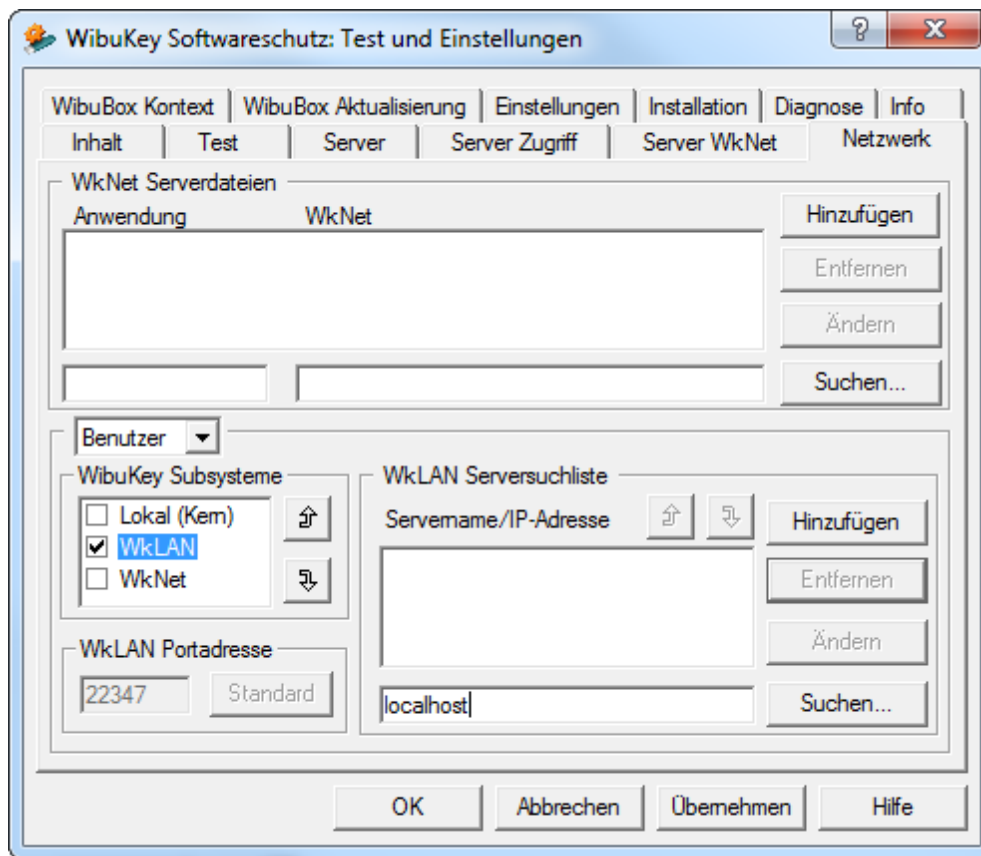 WibuKey Softwareschutz: Test und Einstellungen
WibuBox Kontext WibuBox Aktualisierung Einstellungen Installation Diagnose Info
Inhalt Test Server Server Zugriff Server WkNet Netzwerk
WkNet Serverdateien
Anwendung WkNet
Hinzufügen
Entfernen
Ändern
Suchen...
Benutzer
WibuKey Subsysteme
Lokal (Kern)
WkLAN
WkNet
WkLAN Portadresse
22347 Standard
WkLAN Serversuchliste
Servername/IP-Adresse
Hinzufügen
Entfernen
Ändern
localhost Suchen...
OK Abbrechen Übernehmen Hilfe